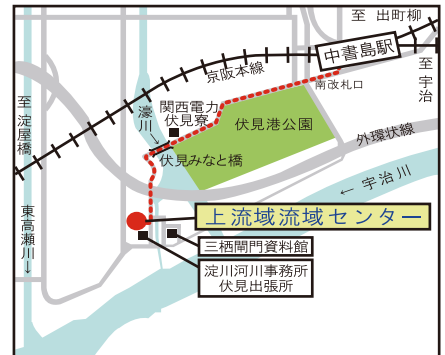 至 出町柳
中書島駅
京阪本線
至宇治
南改札口
関西電力
伏見寮
至淀屋橋
濠川
伏見港公園
外環状線
伏見みなと橋
← 宇治川
東高瀬川→
上流域流域センター
三栖閘門資料館
淀川河川事務所
伏見出張所